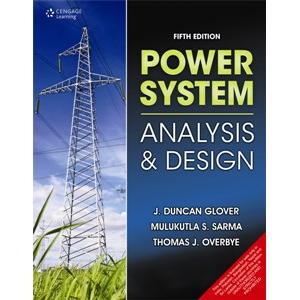 CENGAGE
Learning
FIFTH EDITION
POWER
SYSTEM
ANALYSIS
& DESIGN
J. DUNCAN GLOVER
MULUKUTLA S. SARMA
THOMAS J. OVERBYE